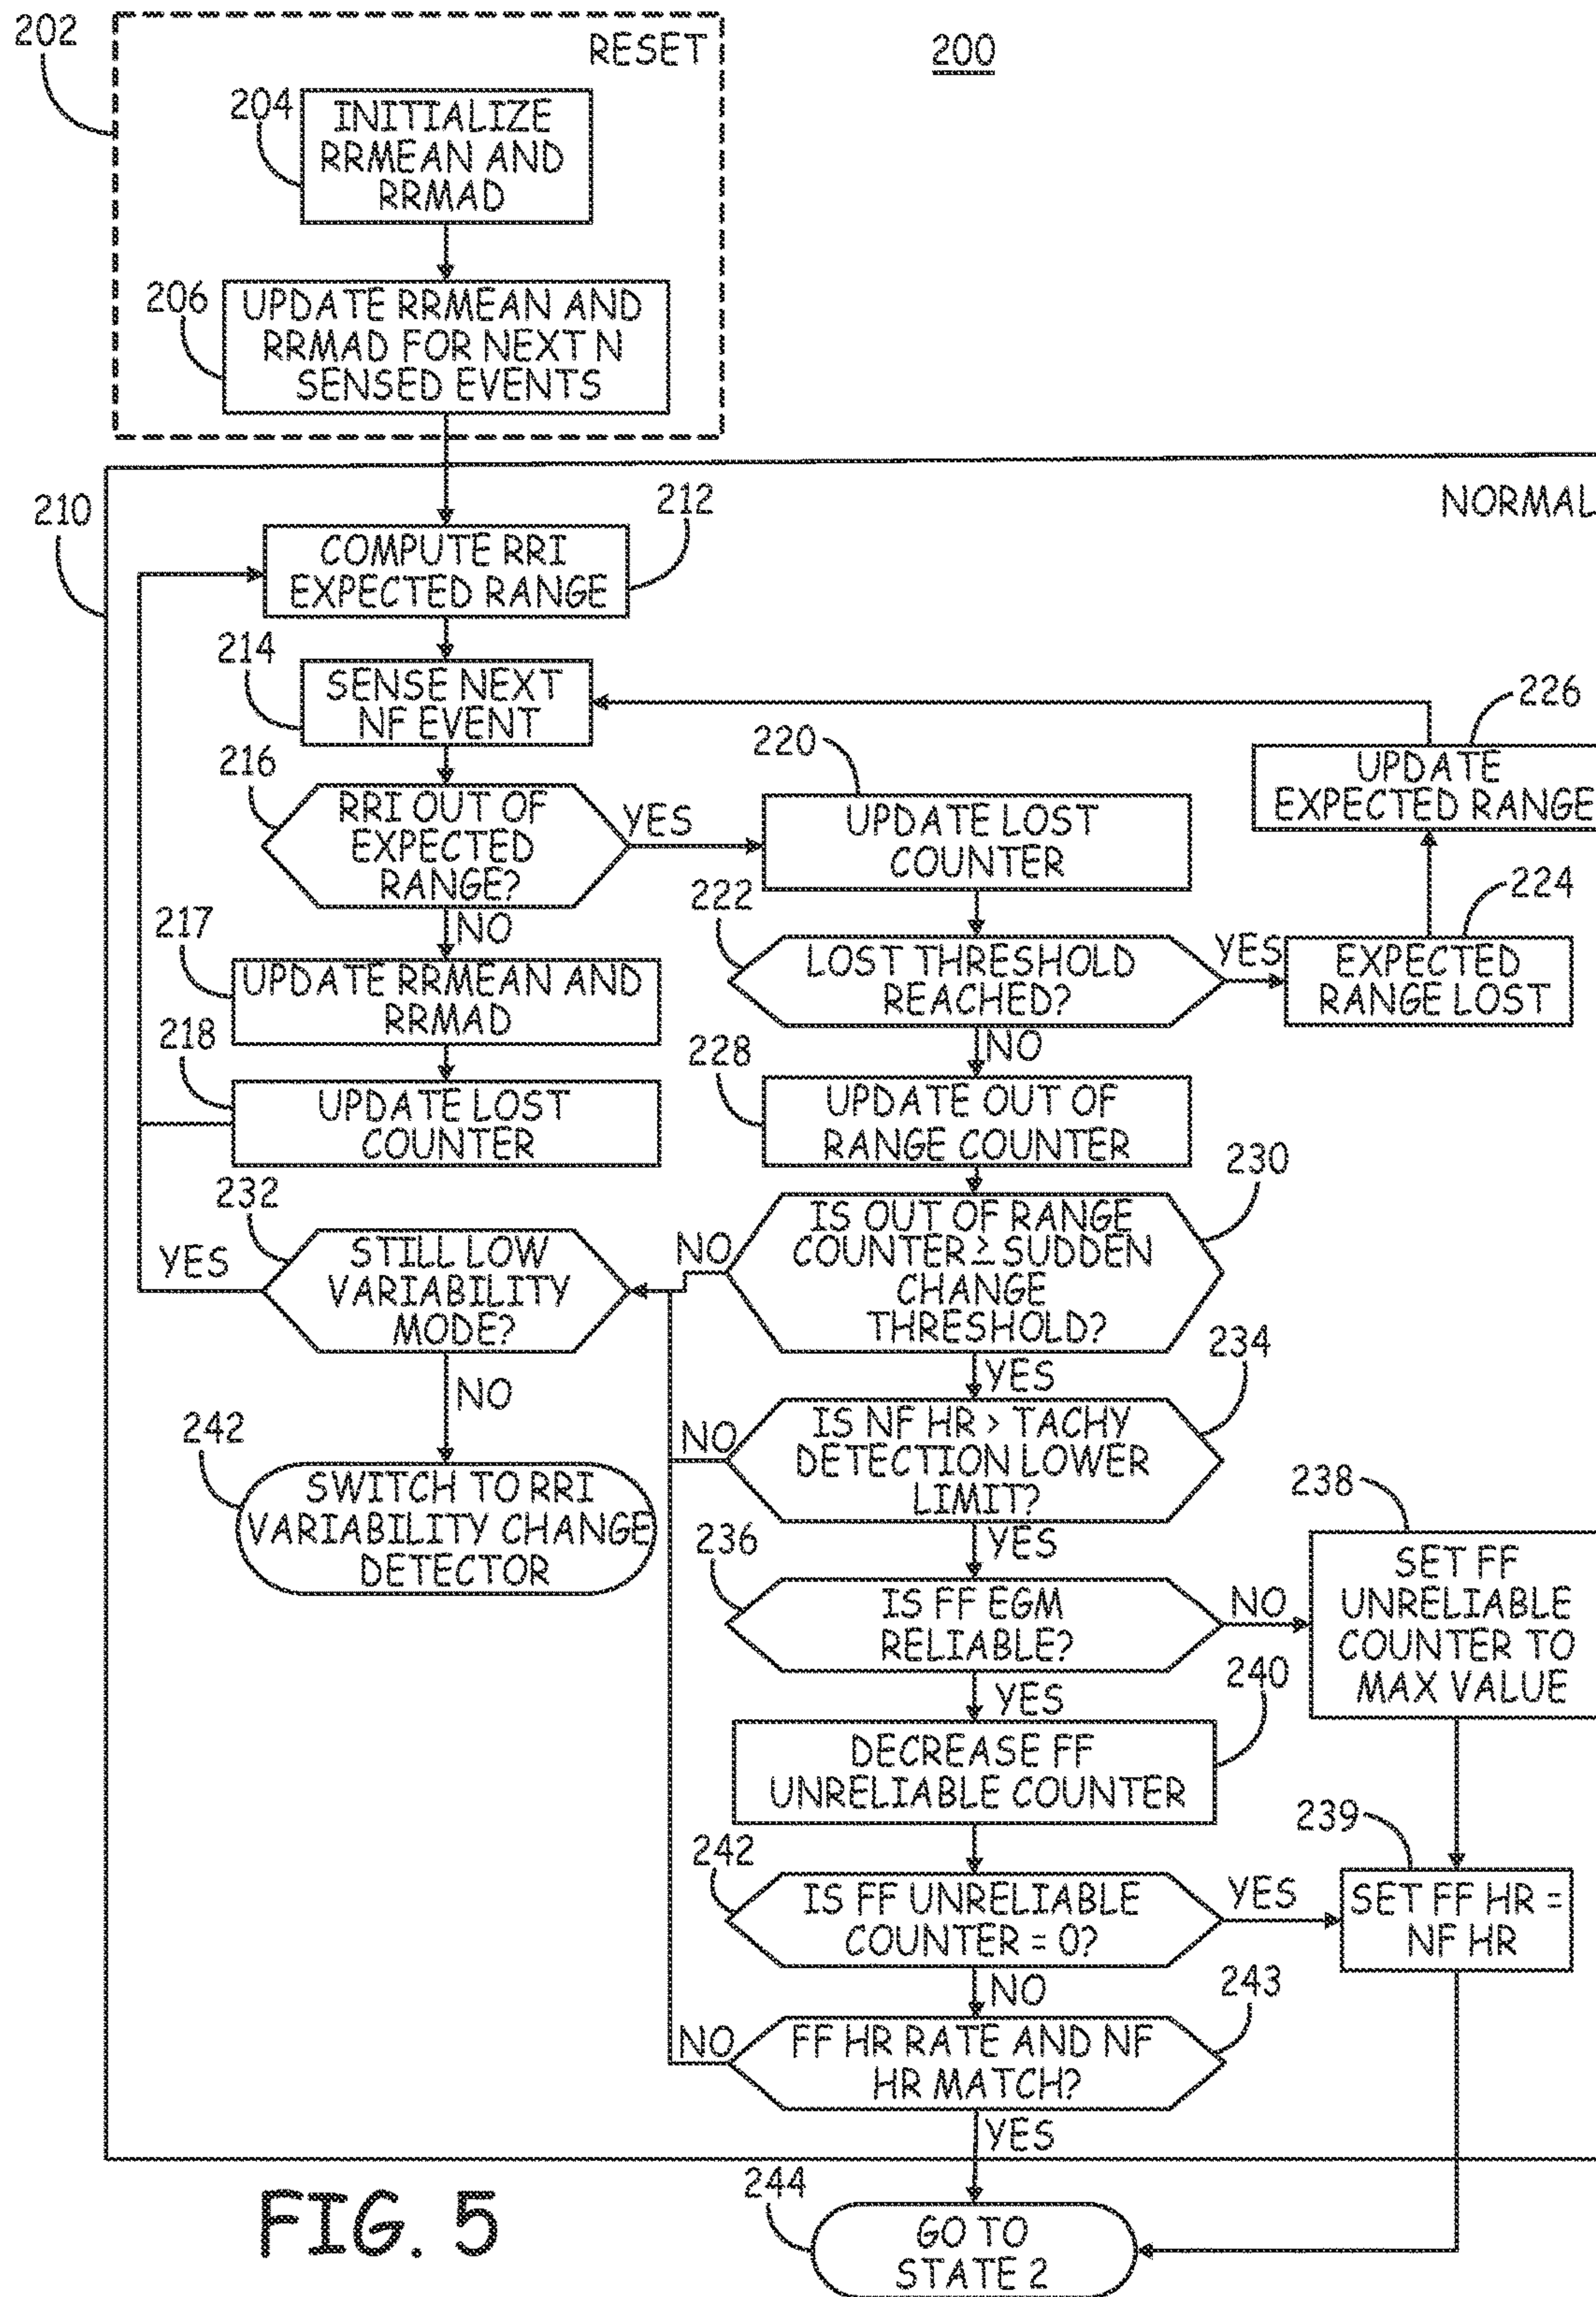 202
RESET
200
204
INITIALIZE
RRMEAN AND
RRMAD
206
UPDATE RRMEAN AND
RRMAD FOR NEXT N
SENSED EVENTS
210
NORMAL
212
COMPUTE RRI
EXPECTED RANGE
214
SENSE NEXT
NF EVENT
226
UPDATE
EXPECTED RANGE
216
RRI OUT OF
EXPECTED
RANGE?
YES
220
UPDATE LOST
COUNTER
224
EXPECTED
RANGE LOST
222
LOST THRESHOLD
REACHED?
YES
NO
217
UPDATE RRMEAN AND
RRMAD
218
UPDATE LOST
COUNTER
NO
228
UPDATE OUT OF
RANGE COUNTER
230
IS OUT OF RANGE
COUNTER ≥ SUDDEN
CHANGE
THRESHOLD?
NO
232
STILL LOW
VARIABILITY
MODE?
YES
NO
YES
234
IS NF HR > TACHY
DETECTION LOWER
LIMIT?
NO
242
SWITCH TO RRI
VARIABILITY CHANGE
DETECTOR
YES
236
IS FF EGM
RELIABLE?
NO
238
SET FF
UNRELIABLE
COUNTER TO
MAX VALUE
YES
240
DECREASE FF
UNRELIABLE COUNTER
239
SET FF HR =
NF HR
242
IS FF UNRELIABLE
COUNTER = 0?
YES
NO
243
FF HR RATE AND NF
HR MATCH?
NO
YES
244
GO TO
STATE 2
FIG. 5